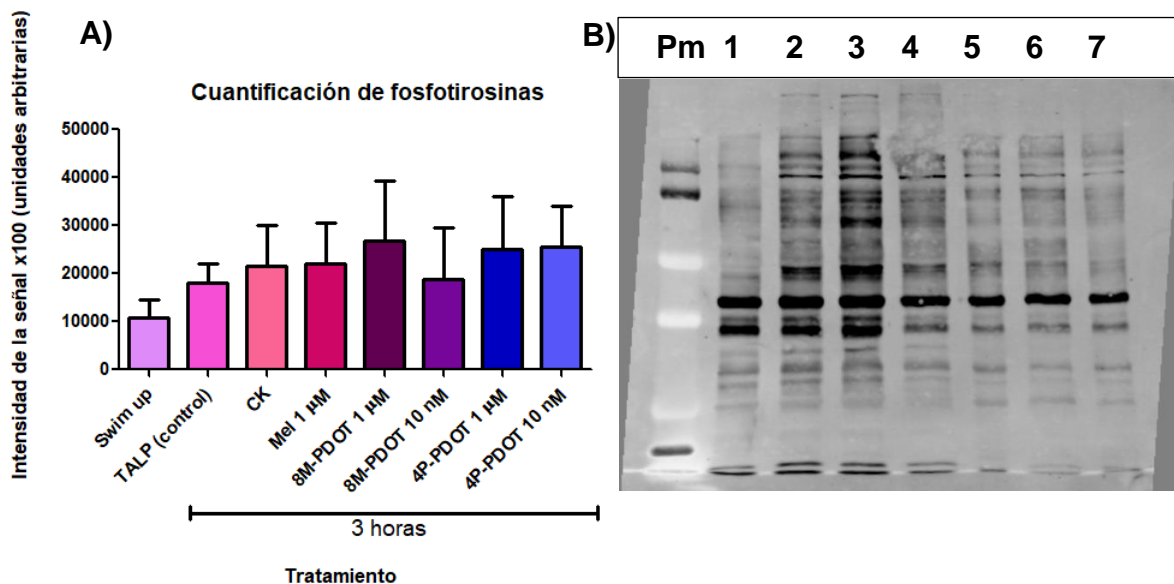 A)
Cuantificación de fosfotirosinas
Intensidad de la señal x100 (unidades arbitrarias)
50000
40000
30000
20000
10000
0
Swim up
TALP (control)
CK
Mel 1 µM
8M-PDOT 1 µM
8M-PDOT 10 nM
4P-PDOT 1 µM
4P-PDOT 10 nM
3 horas
Tratamiento
B)
Pm 1 2 3 4 5 6 7